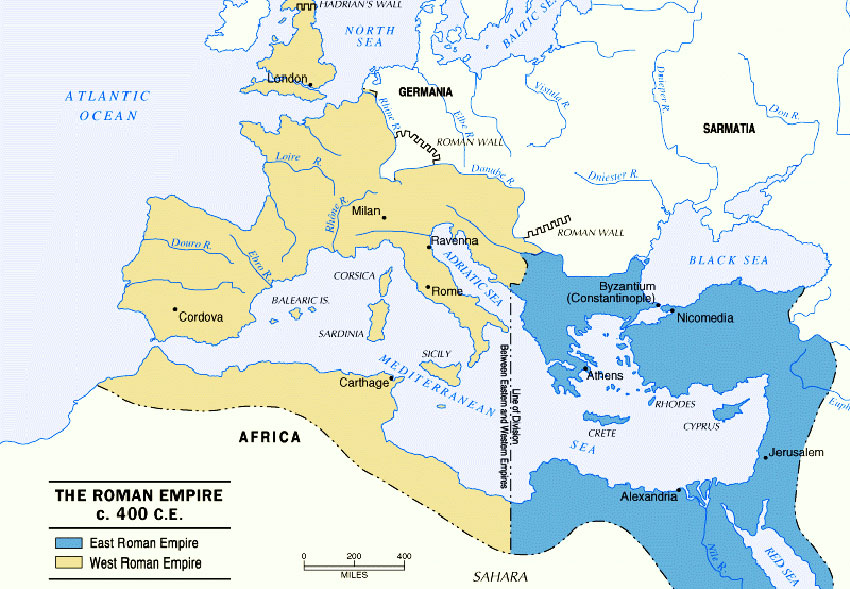 HADRIAN'S WALL
NORTH
SEA
BALTIC SEA
London
ATLANTIC
OCEAN
GERMANIA
Rhine R.
Elbe R.
Vistula R.
Dnieper R.
Don R.
SARMATIA
ROMAN WALL
Loire R.
Danube R.
Dniester R.
Milan
Rhône R.
ROMAN WALL
Ravenna
Douro R.
Ebro R.
ADRIATIC SEA
BLACK SEA
CORSICA
Rome
Byzantium
(Constantinople)
Nicomedia
BALEARIC IS.
Cordova
SARDINIA
SICILY
MEDITERRANEAN
SEA
Carthage
Athens
Line of Division
Between Eastern and Western Empires
RHODES
CRETE
CYPRUS
Euph
AFRICA
Jerusalem
Alexandria
Nile R.
RED SEA
THE ROMAN EMPIRE
c. 400 C.E.
East Roman Empire
West Roman Empire
0 200 400
MILES
SAHARA